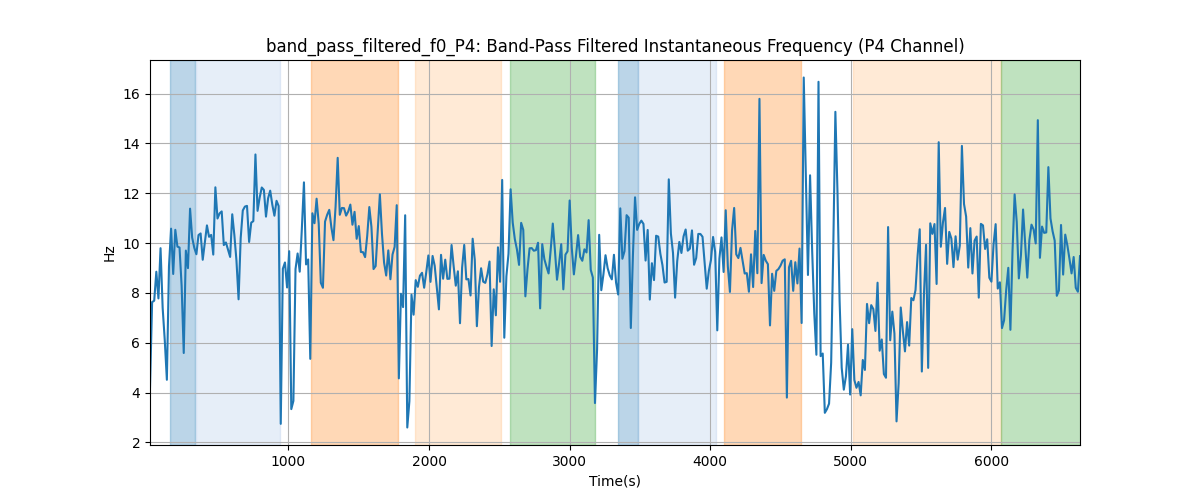 band_pass_filtered_f0_P4: Band-Pass Filtered Instantaneous Frequency (P4 Channel)
16
14
12
10
8
6
4
2
Hz
1000 2000 3000 4000 5000 6000
Time(s)